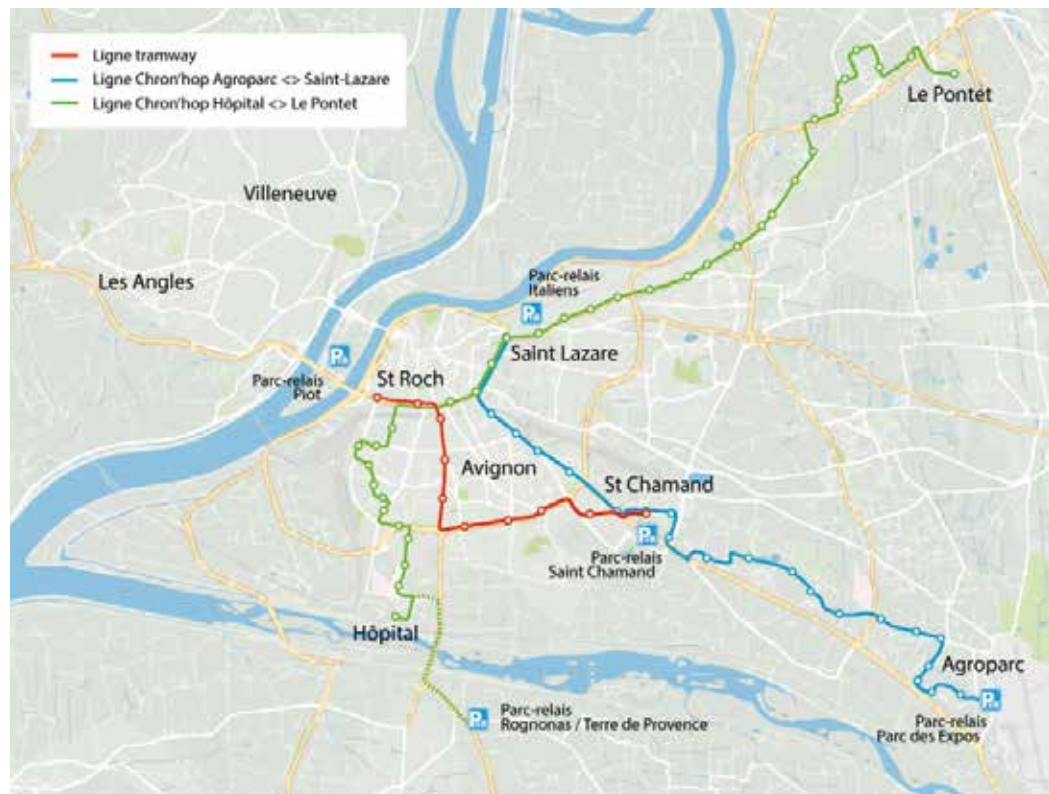 Ligne tramway
Ligne Chron'hop Agroparc <> Saint-Lazare
Ligne Chron'hop Hôpital <> Le Pontet
Le Pontet
Villeneuve
Les Angles
Parc-relais
Italiens
P+R
Saint Lazare
P+R
Parc-relais
Piot
St Roch
Avignon
St Chamand
P+R
Parc-relais
Saint Chamand
Hôpital
Agroparc
P+R
Parc-relais
Parc des Expos
P+R
Parc-relais
Rognonas / Terre de Provence